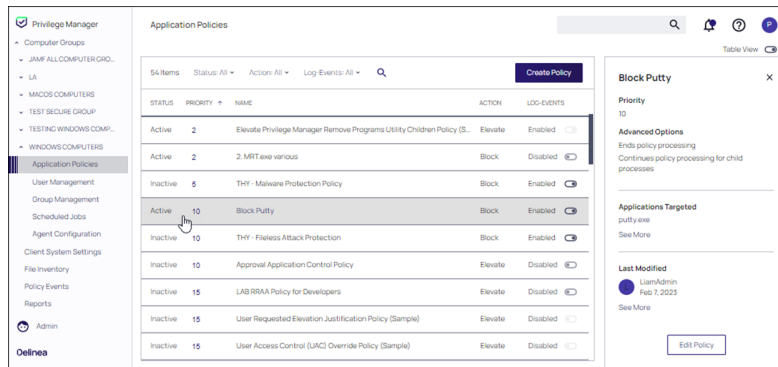 Privilege Manager
Application Policies
P
Computer Groups
Table View
JAMF ALL COMPUTER GRO...
LA
MACOS COMPUTERS
TEST SECURE GROUP
TESTING WINDOWS COMP...
WINDOWS COMPUTERS
Application Policies
User Management
Group Management
Scheduled Jobs
Agent Configuration
Client System Settings
File Inventory
Policy Events
Reports
Admin
Delinea
54 Items Status: All Action: All Log-Events: All Create Policy
STATUS PRIORITY NAME ACTION LOG-EVENTS
Active 2 Elevate Privilege Manager Remove Programs Utility Children Policy (S... Elevate Enabled
Active 2 2. MRT.exe various Block Disabled
Inactive 5 THY - Malware Protection Policy Block Enabled
Active 10 Block Putty Block Enabled
Inactive 10 THY - Fileless Attack Protection Block Enabled
Inactive 10 Approval Application Control Policy Elevate Disabled
Inactive 15 LAB RRAA Policy for Developers Elevate Disabled
Inactive 15 User Requested Elevation Justification Policy (Sample) Elevate Disabled
Inactive 15 User Access Control (UAC) Override Policy (Sample) Elevate Disabled
Block Putty
Priority
10
Advanced Options
Ends policy processing
Continues policy processing for child
processes
Applications Targeted
putty.exe
See More
Last Modified
L LiamAdmin
Feb 7, 2023
See More
Edit Policy